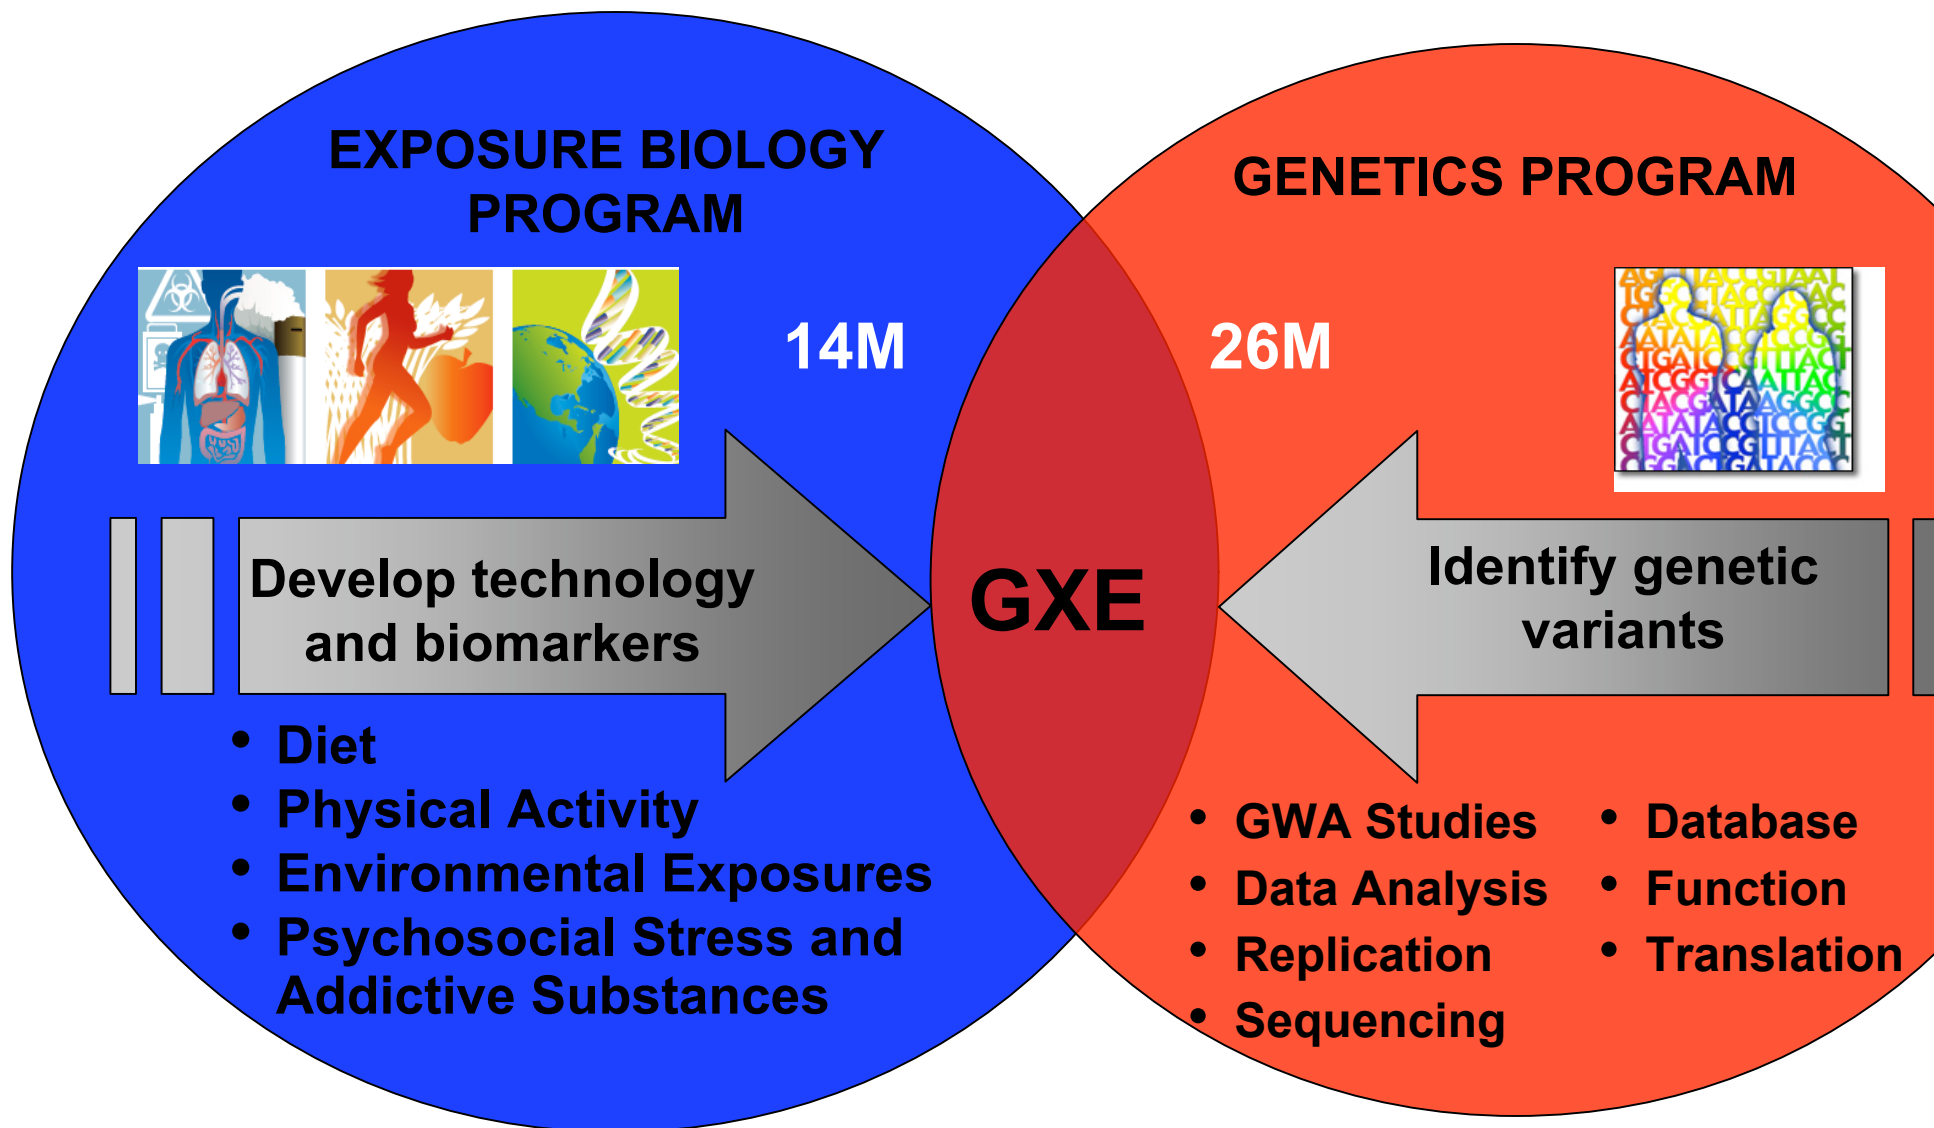 EXPOSURE BIOLOGY
PROGRAM
14M
Develop technology
and biomarkers
• Diet
• Physical Activity
• Environmental Exposures
• Psychosocial Stress and
Addictive Substances
GXE
GENETICS PROGRAM
26M
Identify genetic
variants
• GWA Studies
• Data Analysis
• Replication
• Sequencing
• Database
• Function
• Translation